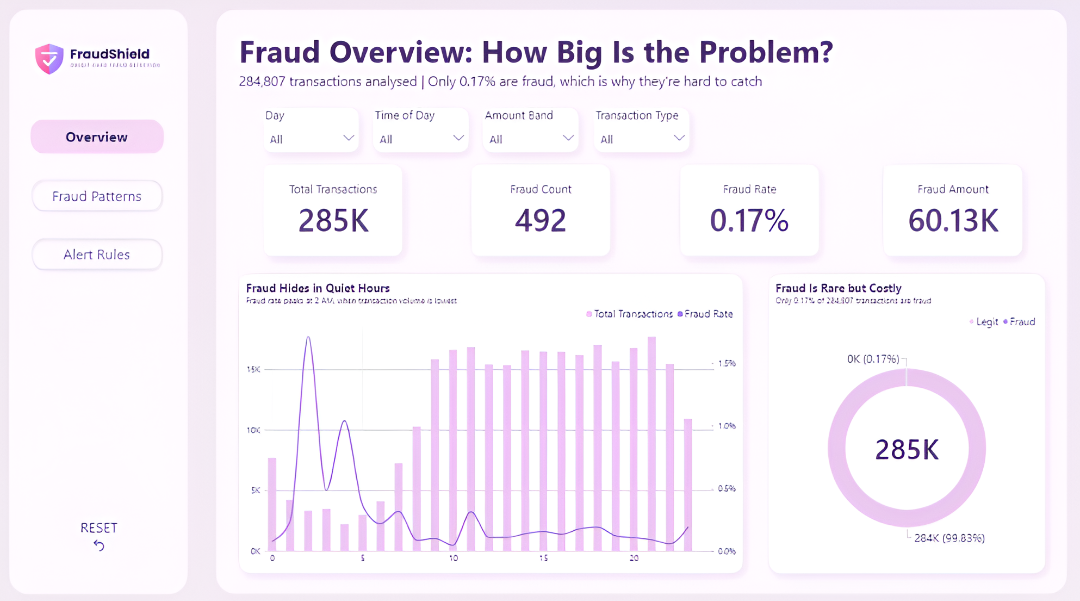 FraudShield
Fraud Overview: How Big Is the Problem?
284,807 transactions analysed | Only 0.17% are fraud, which is why they're hard to catch
Overview
Fraud Patterns
Alert Rules
RESET
Day
All
Time of Day
All
Amount Band
All
Transaction Type
All
Total Transactions
285K
Fraud Count
492
Fraud Rate
0.17%
Fraud Amount
60.13K
Fraud Hides in Quiet Hours
Fraud rate peaks at 2 AM, when transaction volume is lowest
Total Transactions Fraud Rate
15K
10K
5K
0K
1.5%
1.0%
0.5%
0.0%
0 5 10 15 20
Fraud Is Rare but Costly
Only 0.17% of 284,807 transactions are fraud
Legit Fraud
0K (0.17%)
285K
284K (99.83%)